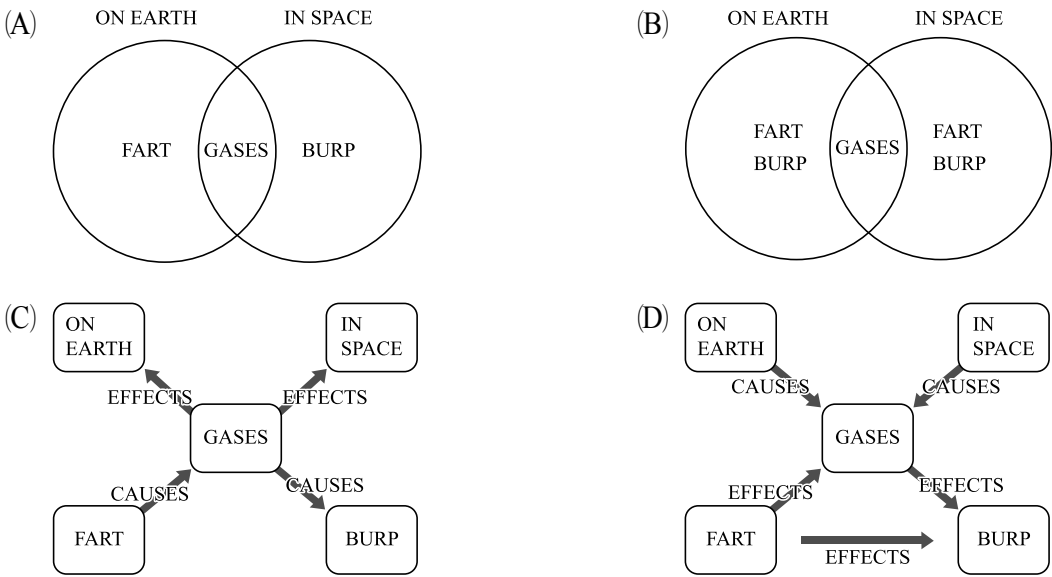 (A)
ON EARTH
IN SPACE
FART
GASES
BURP
(B)
ON EARTH
IN SPACE
FART
BURP
GASES
FART
BURP
(C)
ON
EARTH
IN
SPACE
EFFECTS
EFFECTS
GASES
CAUSES
CAUSES
FART
BURP
(D)
ON
EARTH
IN
SPACE
CAUSES
CAUSES
GASES
EFFECTS
EFFECTS
FART
BURP
EFFECTS